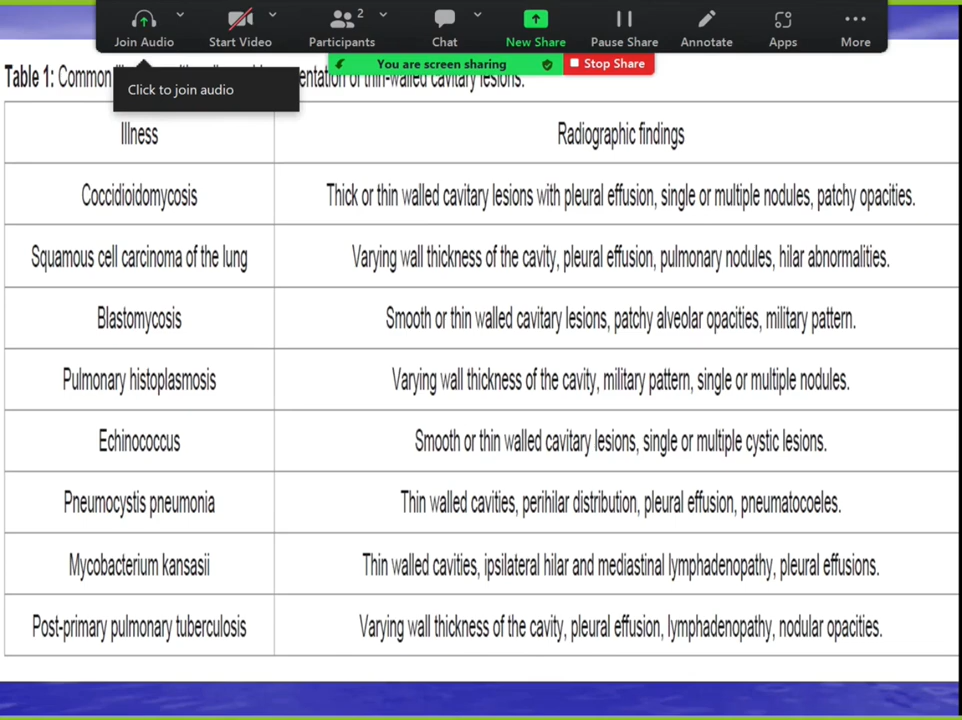 2
Join Audio Start Video Participants Chat New Share Pause Share Annotate Apps More
You are screen sharing Stop Share
Table 1: Common of thin-walled cavitary lesions.
Click to join audio
Illness Radiographic findings
Coccidioidomycosis Thick or thin walled cavitary lesions with pleural effusion, single or multiple nodules, patchy opacities.
Squamous cell carcinoma of the lung Varying wall thickness of the cavity, pleural effusion, pulmonary nodules, hilar abnormalities.
Blastomycosis Smooth or thin walled cavitary lesions, patchy alveolar opacities, military pattern.
Pulmonary histoplasmosis Varying wall thickness of the cavity, military pattern, single or multiple nodules.
Echinococcus Smooth or thin walled cavitary lesions, single or multiple cystic lesions.
Pneumocystis pneumonia Thin walled cavities, perihilar distribution, pleural effusion, pneumatocoeles.
Mycobacterium kansasii Thin walled cavities, ipsilateral hilar and mediastinal lymphadenopathy, pleural effusions.
Post-primary pulmonary tuberculosis Varying wall thickness of the cavity, pleural effusion, lymphadenopathy, nodular opacities.